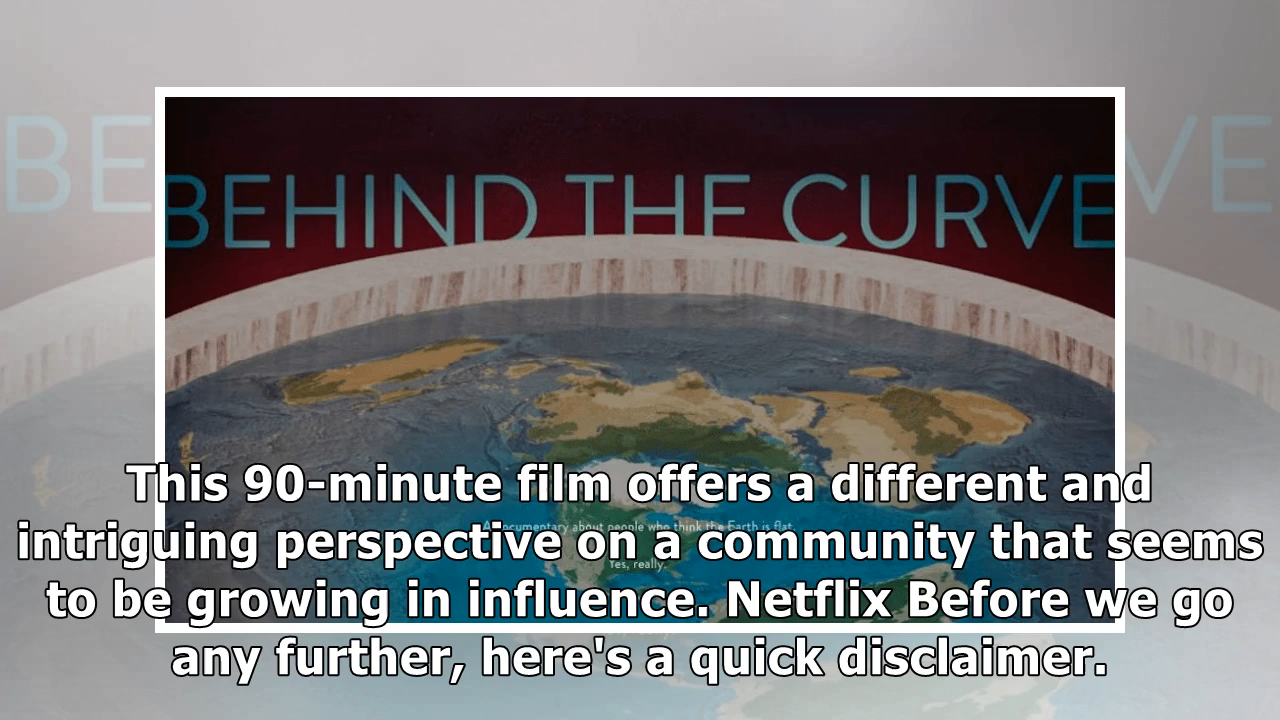 BE
VE
BEHIND THE CURVE
A documentary about people who think the Earth is flat.
Yes, really.
This 90-minute film offers a different and
intriguing perspective on a community that seems
to be growing in influence. Netflix Before we go
any further, here's a quick disclaimer.